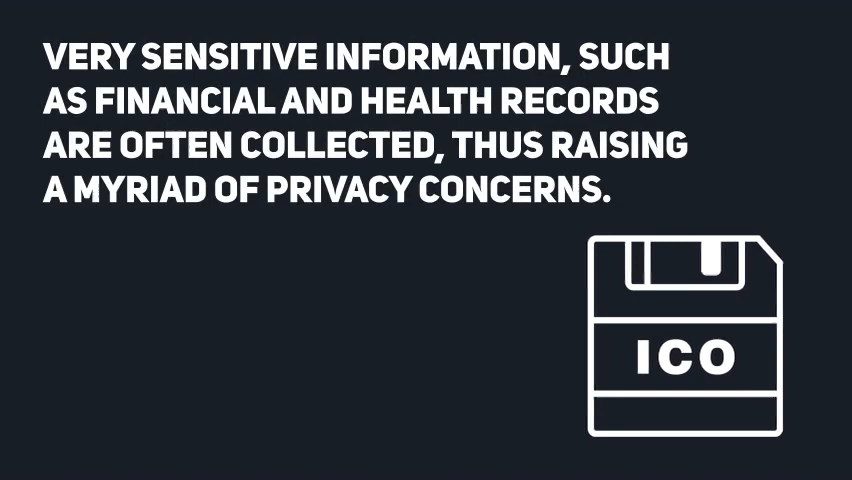 VERY SENSITIVE INFORMATION, SUCH
AS FINANCIAL AND HEALTH RECORDS
ARE OFTEN COLLECTED, THUS RAISING
A MYRIAD OF PRIVACY CONCERNS.
ICO